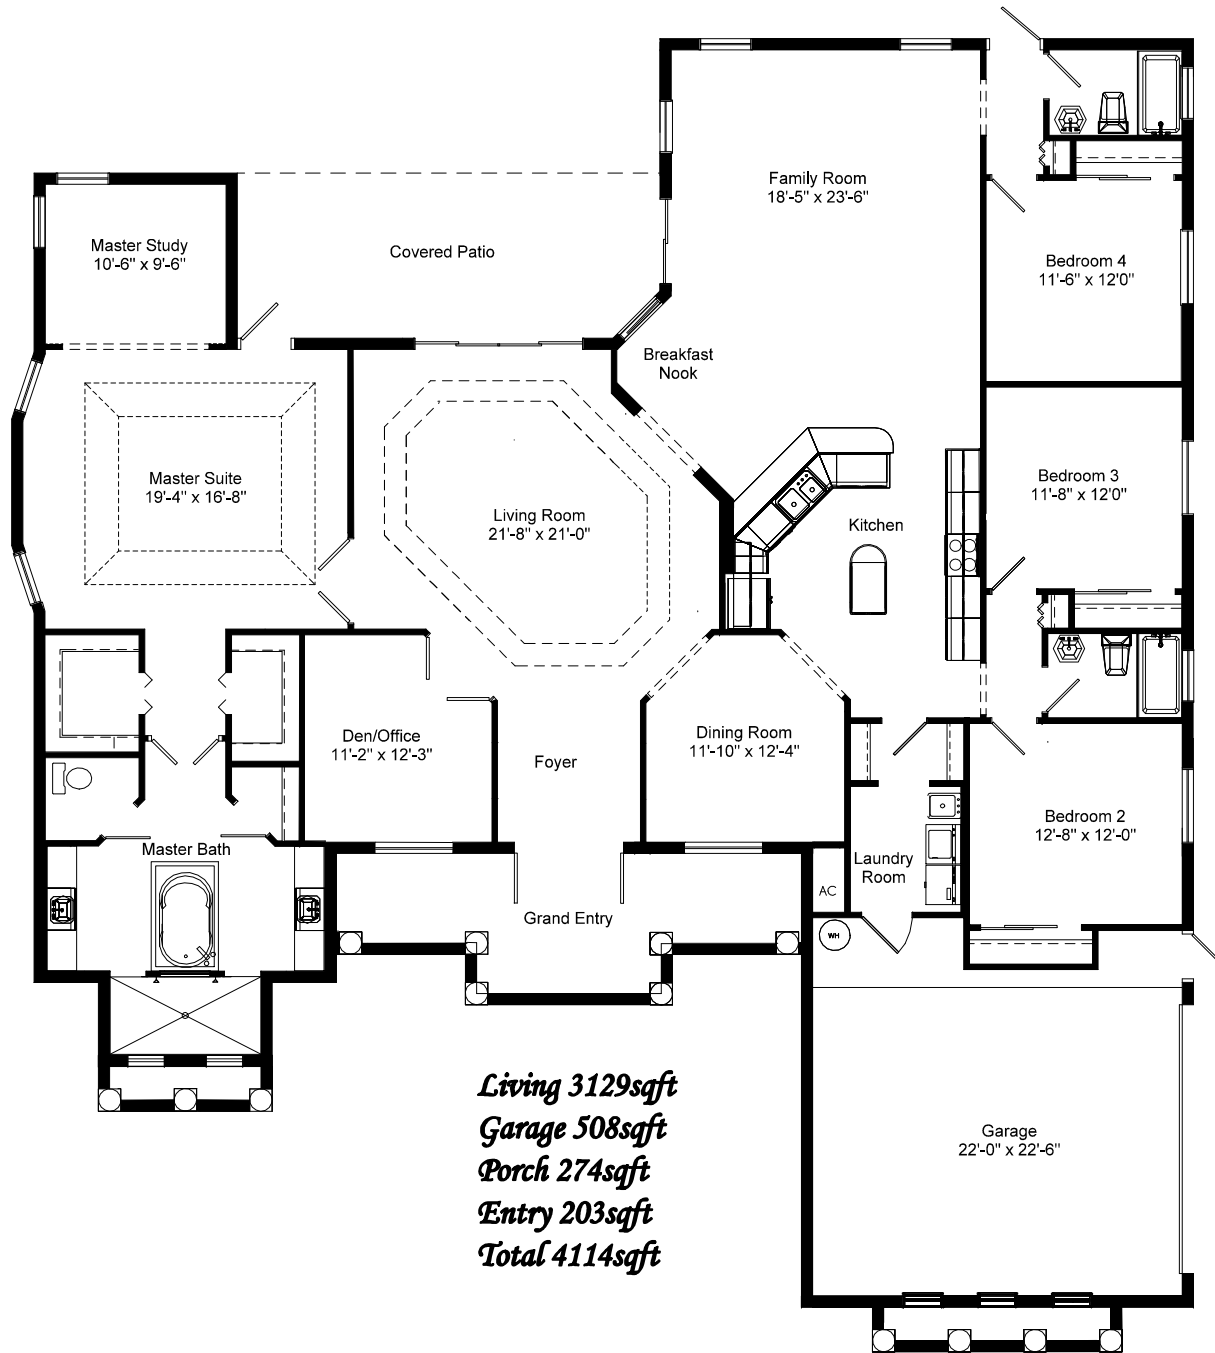 Family Room
18'-5" x 23'-6"
Master Study
10'-6" x 9'-6"
Covered Patio
Bedroom 4
11'-6" x 12'0"
Breakfast
Nook
Master Suite
19'-4" x 16'-8"
Living Room
21'-8" x 21'-0"
Kitchen
Bedroom 3
11'-8" x 12'0"
Den/Office
11'-2" x 12'-3"
Foyer
Dining Room
11'-10" x 12'-4"
Bedroom 2
12'-8" x 12'-0"
Master Bath
Laundry
Room
AC
Grand Entry
WH
Living 3129sqft
Garage 508sqft
Porch 274sqft
Entry 203sqft
Total 4114sqft
Garage
22'-0" x 22'-6"